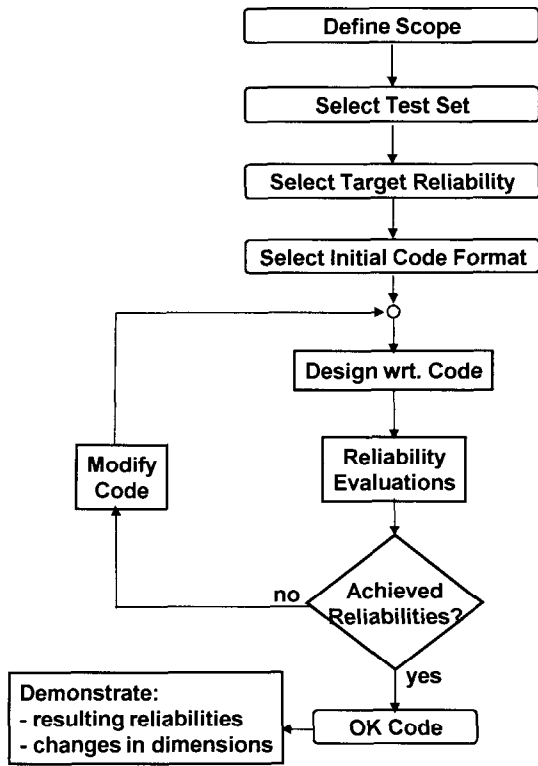 Define Scope
Select Test Set
Select Target Reliability
Select Initial Code Format
Design wrt. Code
Modify
Code
Reliability
Evaluations
no
Achieved
Reliabilities?
yes
Demonstrate:
- resulting reliabilities
- changes in dimensions
OK Code